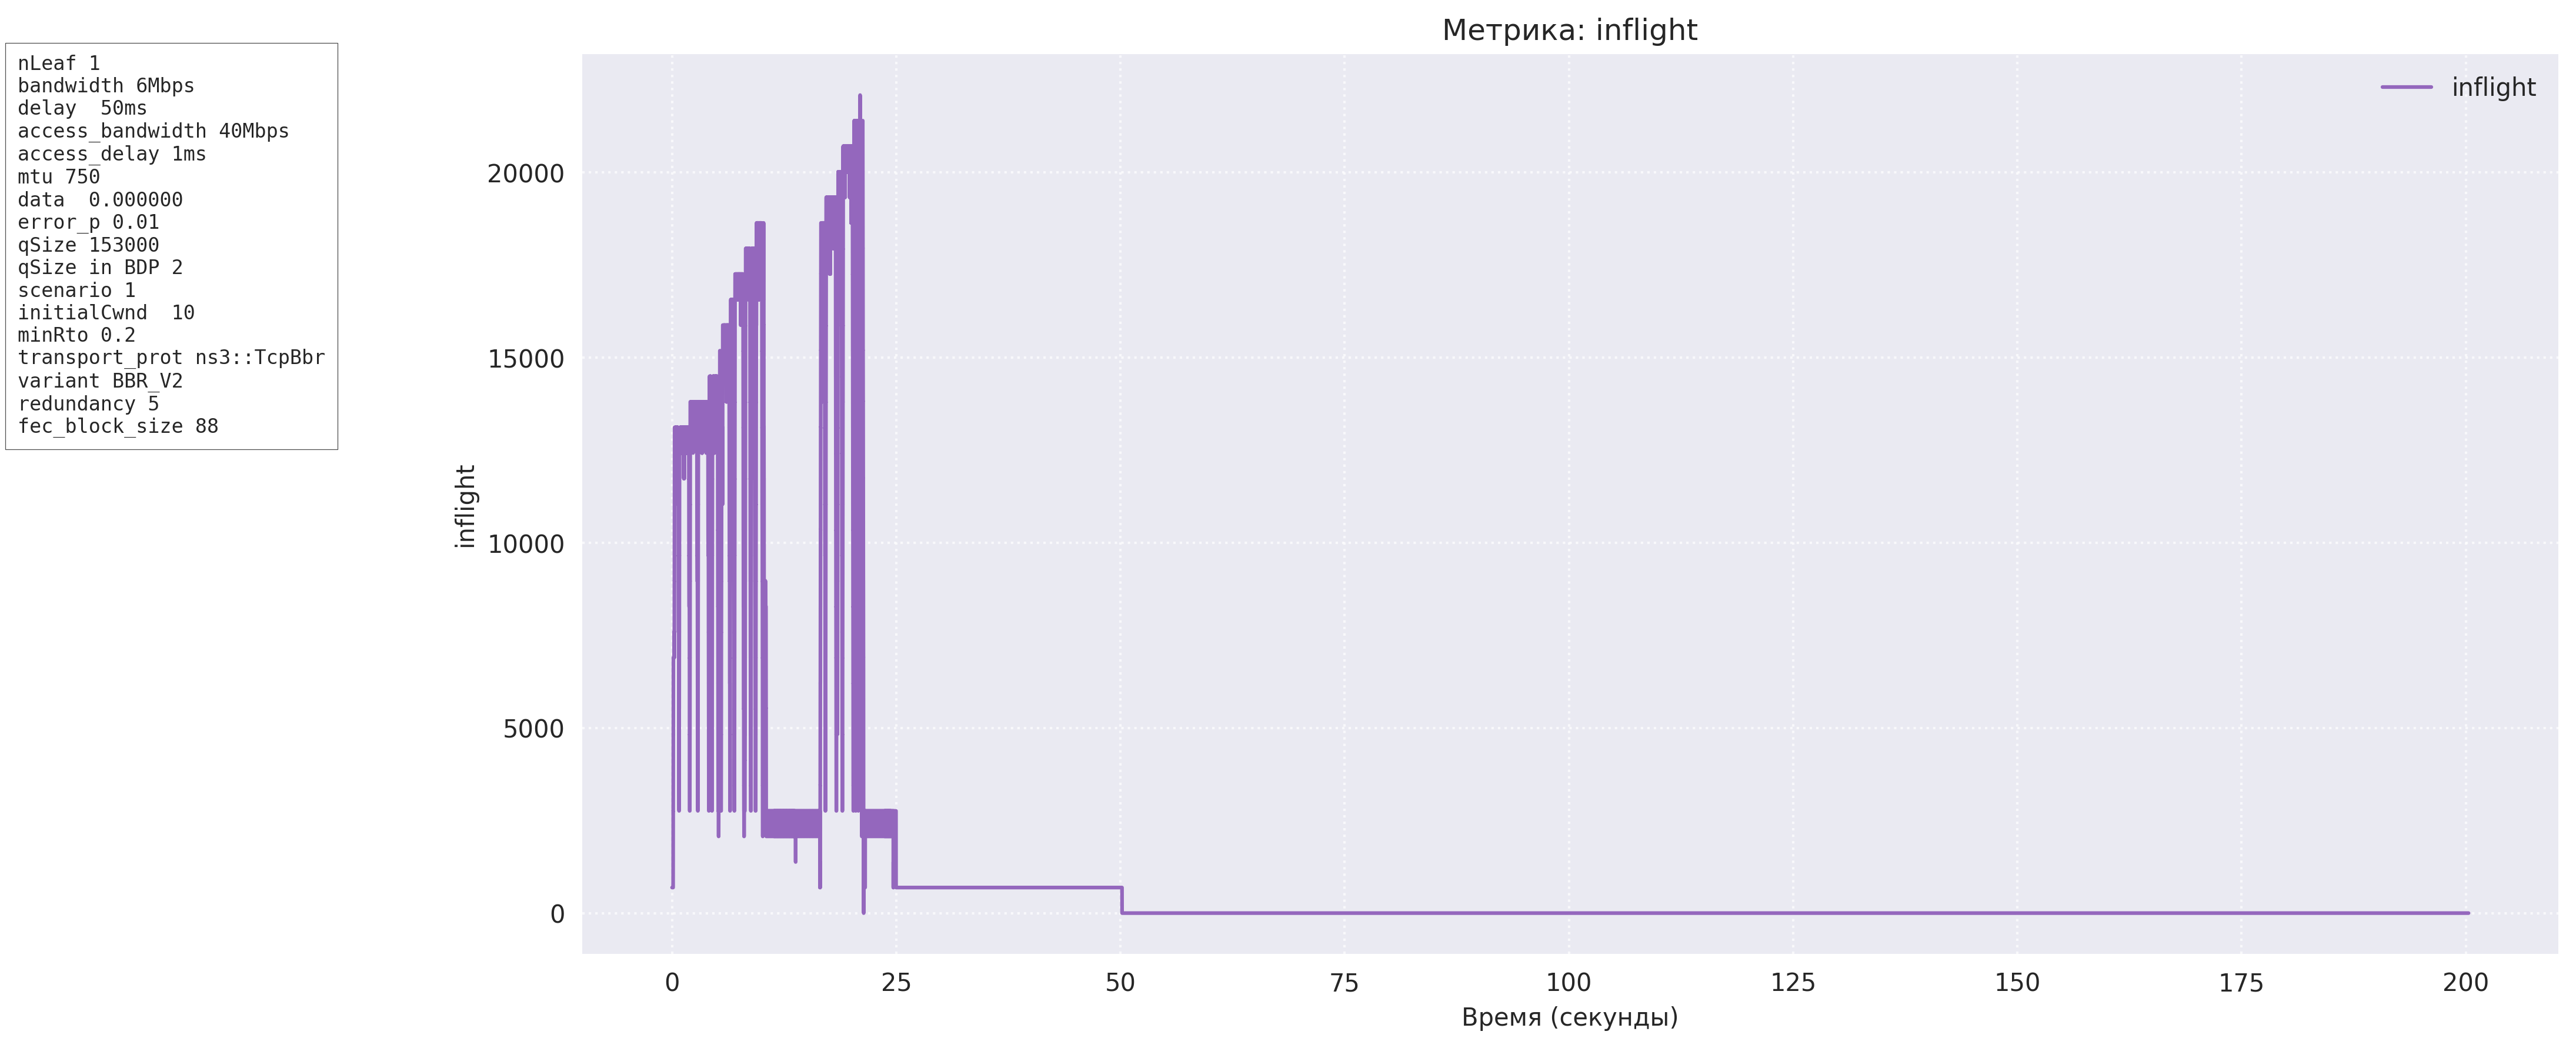 Метрика: inflight
nLeaf 1
bandwidth 6Mbps
delay  50ms
access_bandwidth 40Mbps
access_delay 1ms
mtu 750
data  0.000000
error_p 0.01
qSize 153000
qSize in BDP 2
scenario 1
initialCwnd  10
minRto 0.2
transport_prot ns3::TcpBbr
variant BBR_V2
redundancy 5
fec_block_size 88
inflight
inflight
20000
15000
10000
5000
0
0 25 50 75 100 125 150 175 200
Время (секунды)